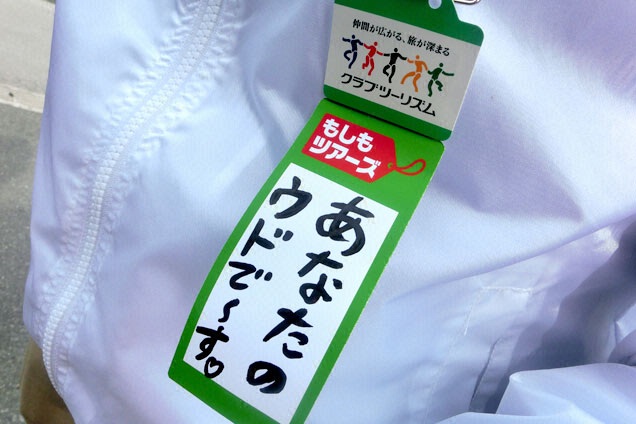 仲間が広がる、旅が深まる
クラブツーリズム
もしも
ツアーズ
あなたの
ウドで〜す♡